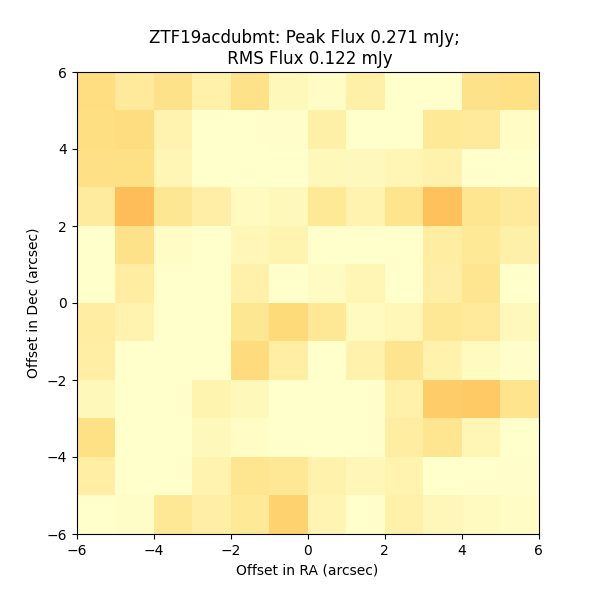 ZTF19acdubmt: Peak Flux 0.271 mJy;
RMS Flux 0.122 mJy
6
4
2
0
−2
−4
−6
Offset in Dec (arcsec)
−6 −4 −2 0 2 4 6
Offset in RA (arcsec)